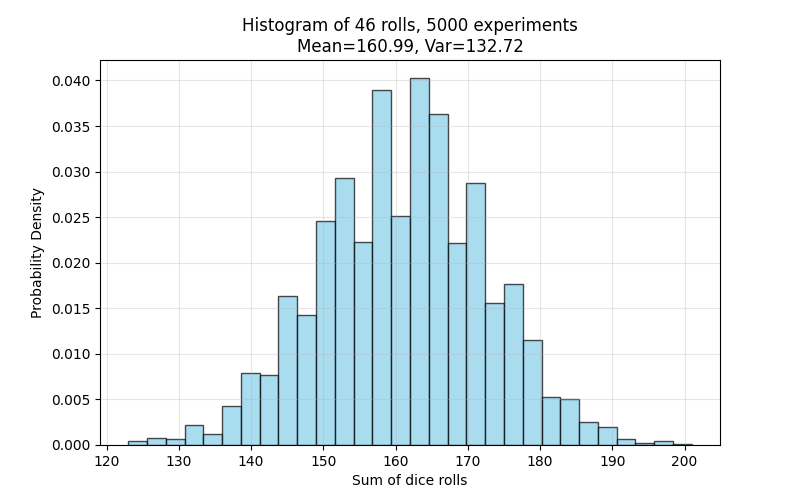 Histogram of 46 rolls, 5000 experiments
Mean=160.99, Var=132.72
0.040
0.035
0.030
0.025
0.020
0.015
0.010
0.005
0.000
Probability Density
120 130 140 150 160 170 180 190 200
Sum of dice rolls